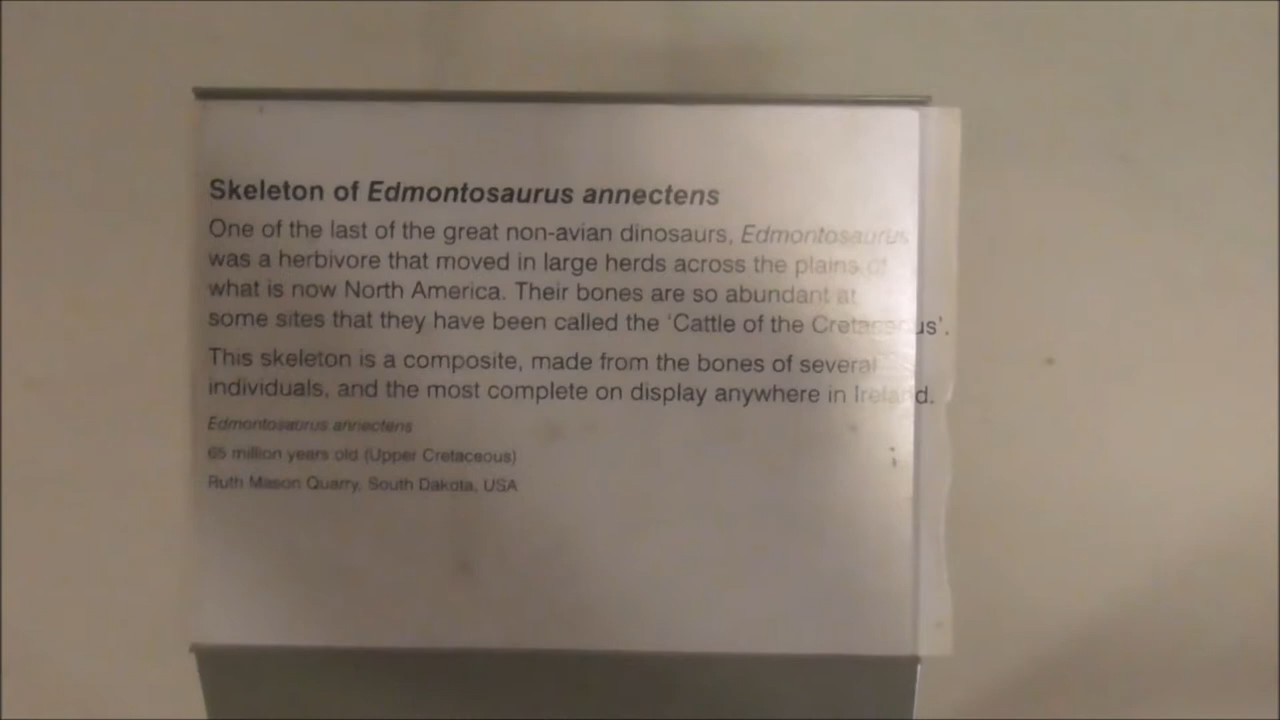 Skeleton of Edmontosaurus annectens
One of the last of the great non-avian dinosaurs, Edmontosaurus
was a herbivore that moved in large herds across the plains of
what is now North America. Their bones are so abundant at
some sites that they have been called the ‘Cattle of the Cretaceous’.
This skeleton is a composite, made from the bones of several
individuals, and the most complete on display anywhere in Ireland.
Edmontosaurus annectens
65 million years old (Upper Cretaceous)
Ruth Mason Quarry, South Dakota, USA